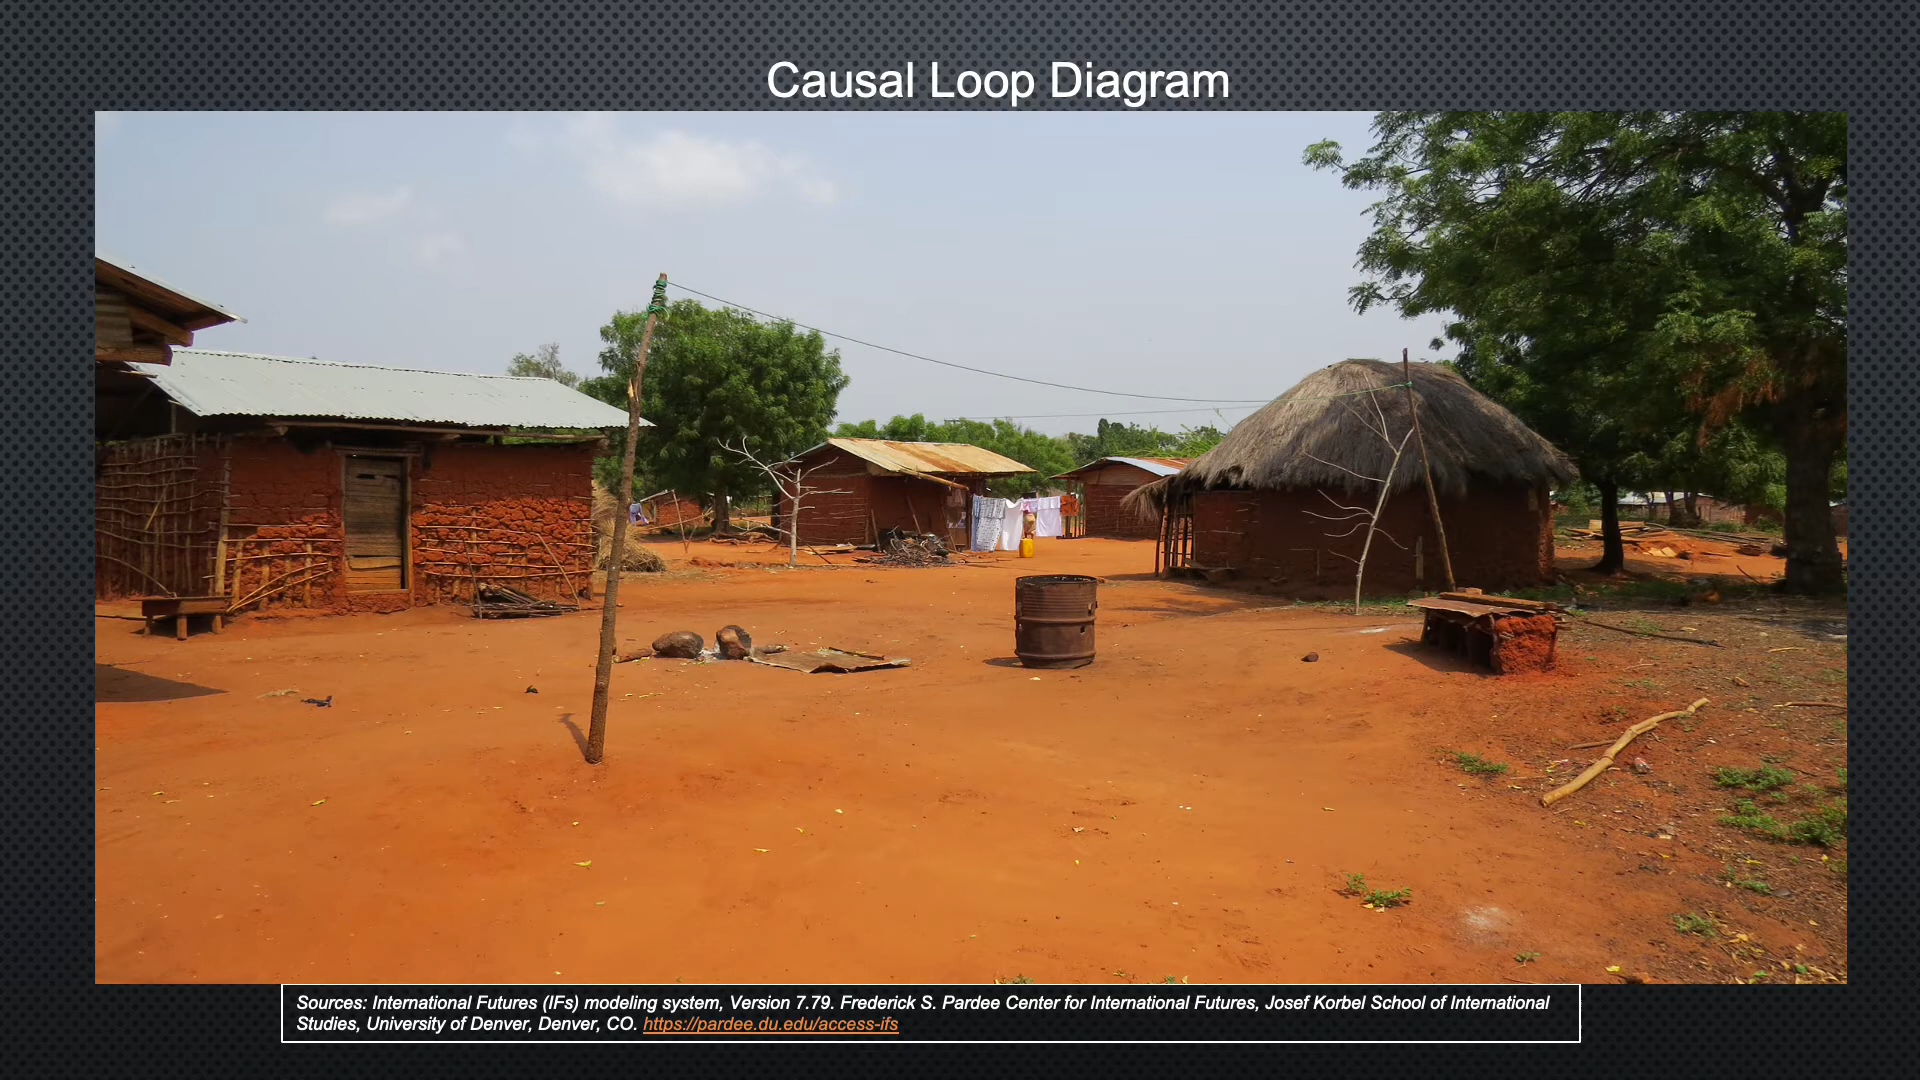 Causal Loop Diagram
Sources: International Futures (IFs) modeling system, Version 7.79. Frederick S. Pardee Center for International Futures, Josef Korbel School of International
Studies, University of Denver, Denver, CO. https://pardee.du.edu/access-ifs